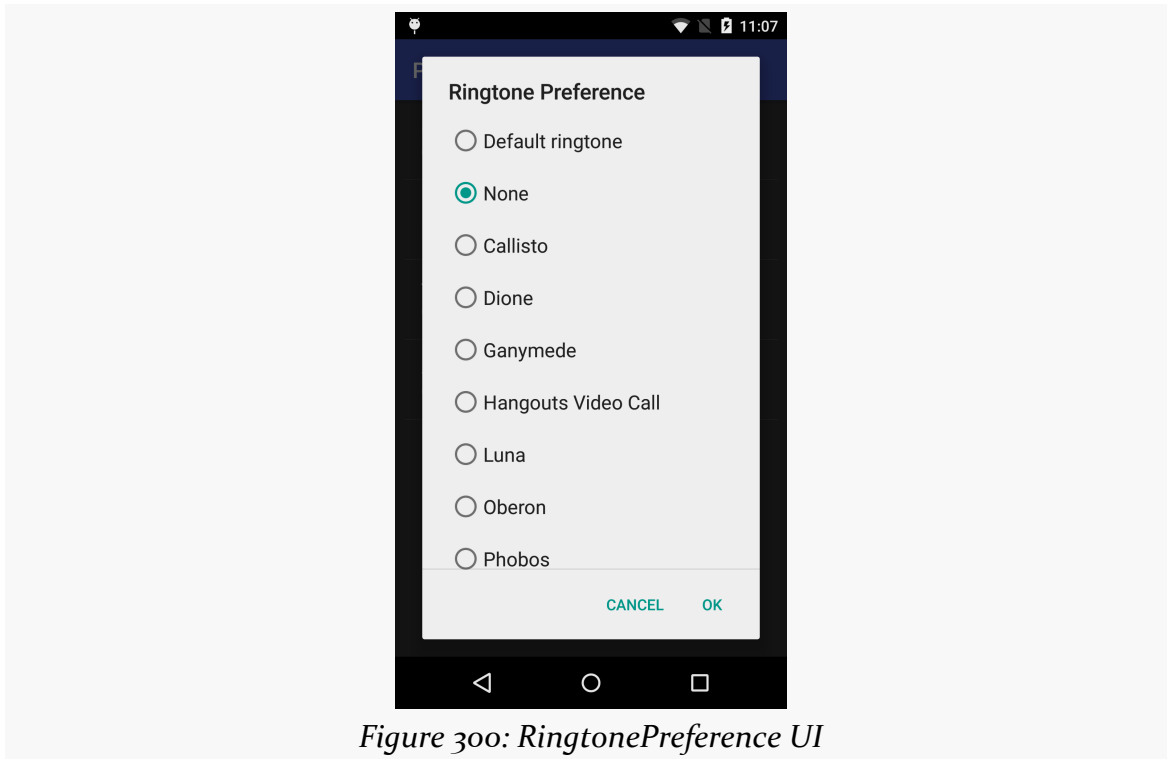 11:07
P
Ringtone Preference
Default ringtone
None
Callisto
Dione
Ganymede
Hangouts Video Call
Luna
Oberon
Phobos
CANCEL OK
Figure 300: RingtonePreference UI